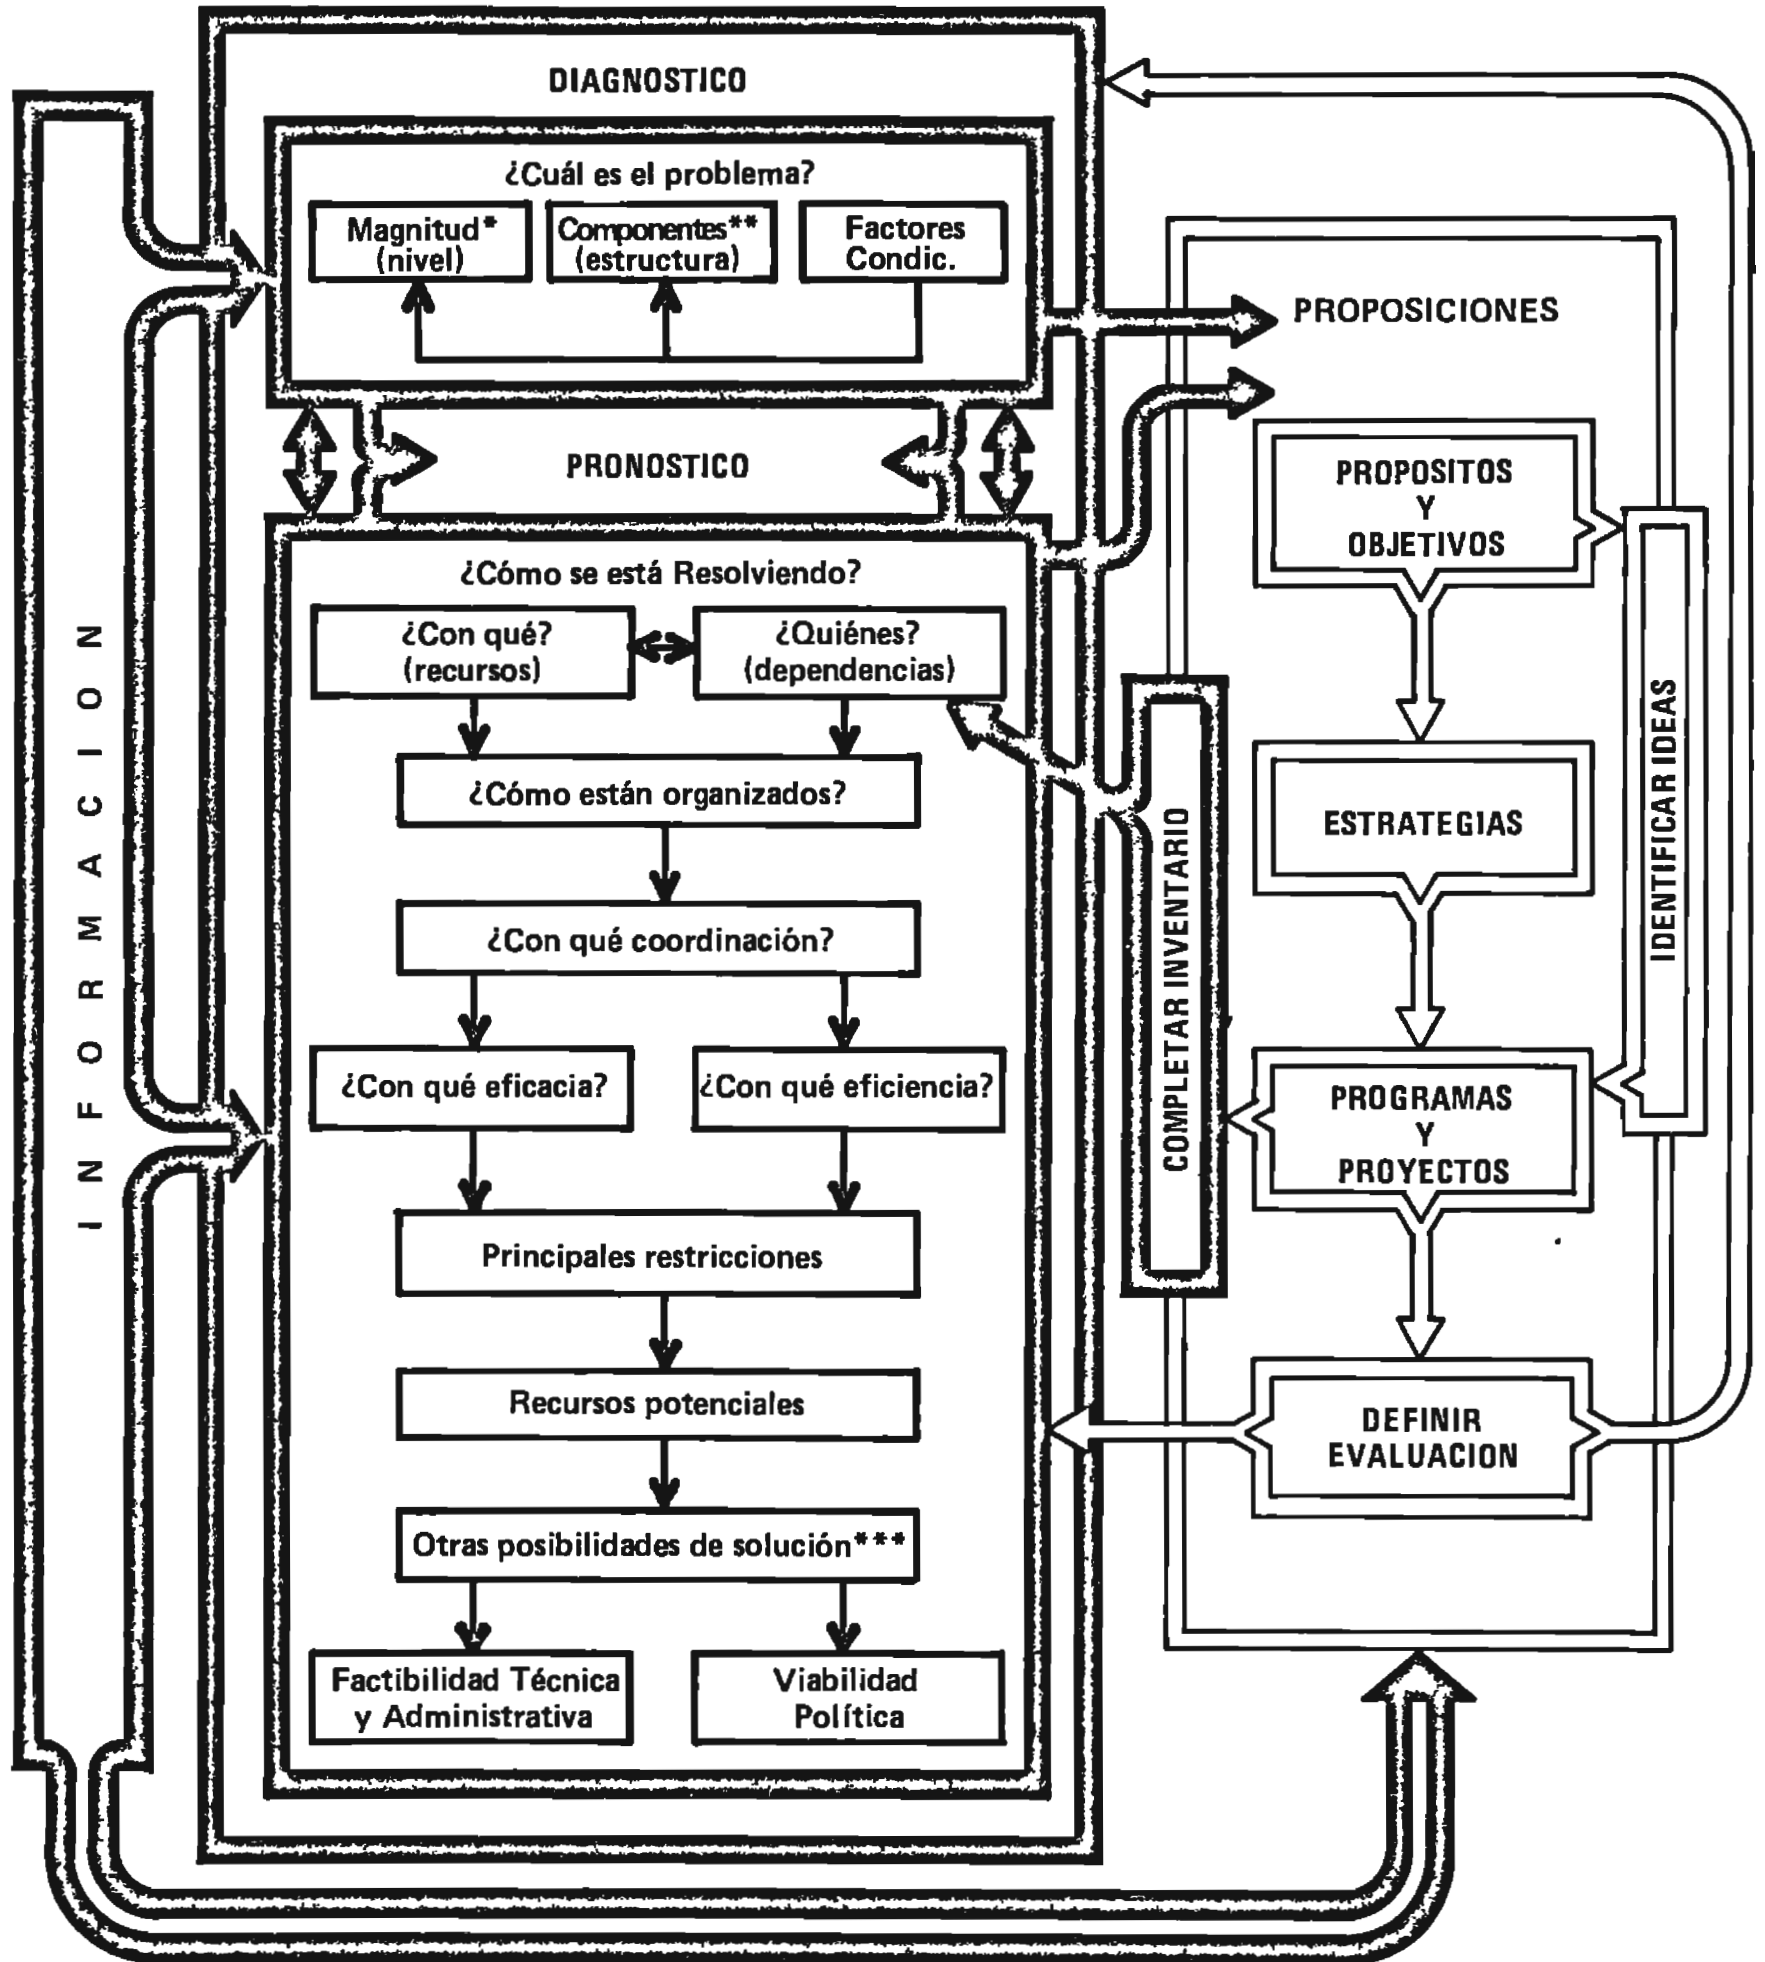 DIAGNOSTICO
¿Cuál es el problema?
Magnitud*
(nivel)
Componentes**
(estructura)
Factores
Condic.
PRONOSTICO
¿Cómo se está Resolviendo?
¿Con qué?
(recursos)
¿Quiénes?
(dependencias)
¿Cómo están organizados?
¿Con qué coordinación?
¿Con qué eficacia?
¿Con qué eficiencia?
Principales restricciones
Recursos potenciales
Otras posibilidades de solución***
Factibilidad Técnica
y Administrativa
Viabilidad
Política
INFORMACION
PROPOSICIONES
PROPOSITOS
Y
OBJETIVOS
ESTRATEGIAS
PROGRAMAS
Y
PROYECTOS
DEFINIR
EVALUACION
COMPLETAR INVENTARIO
IDENTIFICAR IDEAS